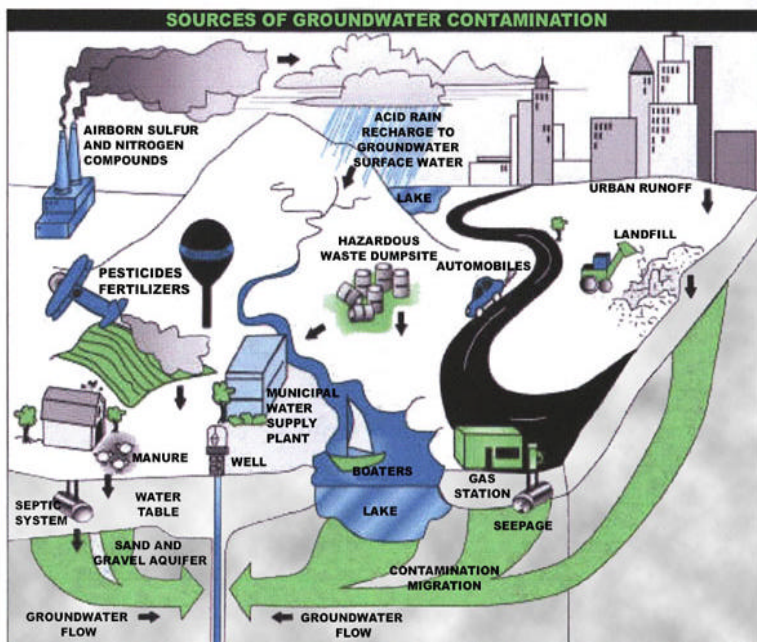 SOURCES OF GROUNDWATER CONTAMINATION
AIRBORN SULFUR
AND NITROGEN
COMPOUNDS
ACID RAIN
RECHARGE TO
GROUNDWATER
SURFACE WATER
LAKE
URBAN RUNOFF
LANDFILL
HAZARDOUS
WASTE DUMPSITE
AUTOMOBILES
PESTICIDES
FERTILIZERS
MUNICIPAL
WATER
SUPPLY
PLANT
MANURE
WELL
BOATERS
GAS
STATION
SEPTIC
SYSTEM
WATER
TABLE
LAKE
SEEPAGE
SAND AND
GRAVEL AQUIFER
CONTAMINATION
MIGRATION
GROUNDWATER
FLOW
GROUNDWATER
FLOW